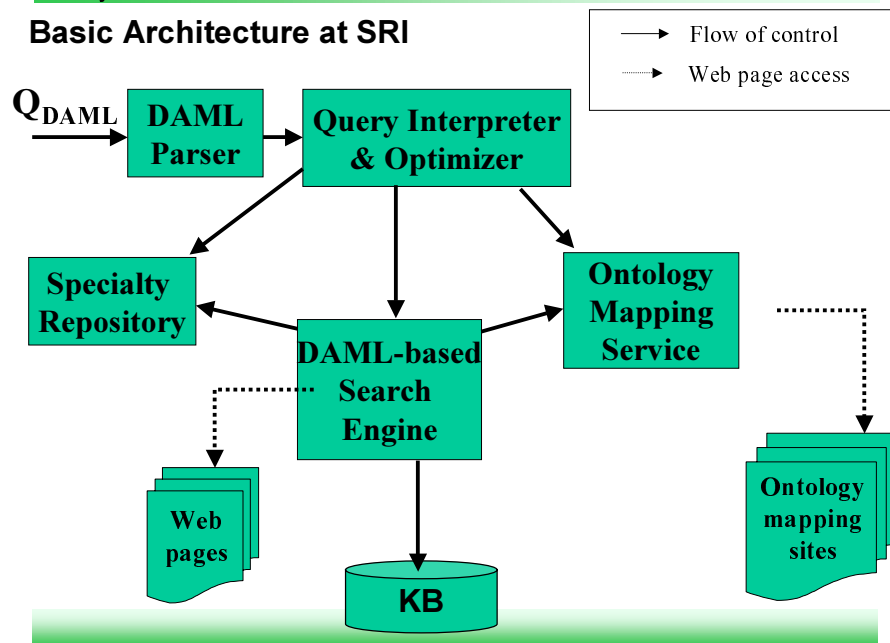 Basic Architecture at SRI
Flow of control
Web page access
QDAML
DAML
Parser
Query Interpreter
& Optimizer
Specialty
Repository
Ontology
Mapping
Service
DAML-based
Search
Engine
Web
pages
Ontology
mapping
sites
KB